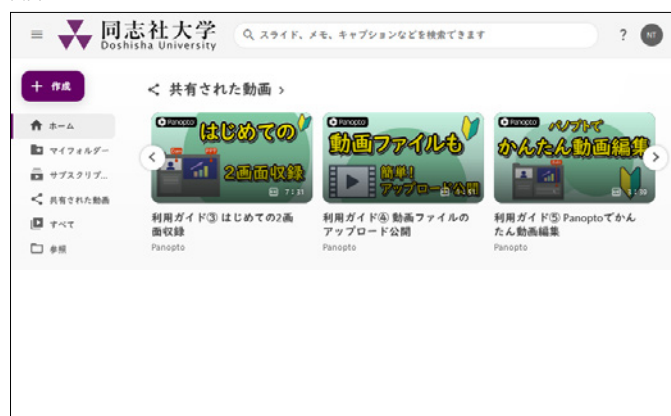 同志社大学
Doshisha University
スライド、メモ、キャプションなどを検索できます
?
NT
+ 作成
共有された動画 >
ホーム
マイフォルダー
サブスクリプ...
共有された動画
すべて
参照
Panopto
はじめての
2画面収録
7:31
利用ガイド③ はじめての2画
面収録
Panopto
Panopto
動画ファイルも
簡単!
アップロード公開
利用ガイド④ 動画ファイルの
アップロード公開
Panopto
Panopto
パノプトで
かんたん動画編集
利用ガイド⑤ Panoptoでかん
たん動画編集
Panopto